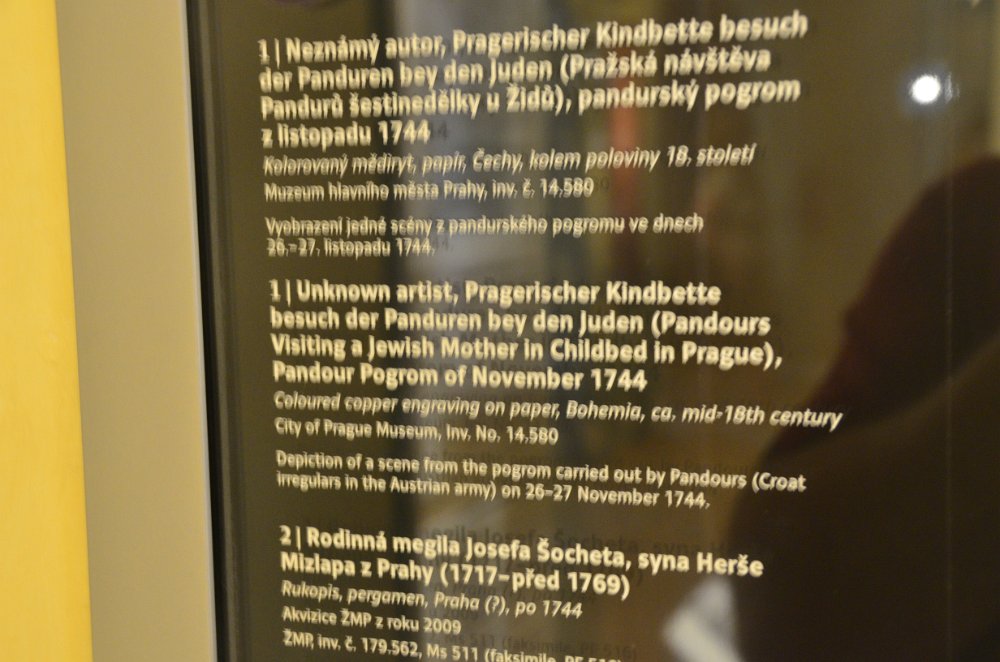 1 | Neznámý autor, Pragerischer Kindbette besuch
der Panduren bey den Juden (Pražská návštěva
Pandurů šestinedělky u Židů), pandurský pogrom
z listopadu 1744
Kolorovaný mědiryt, papír, Čechy, kolem poloviny 18. století
Muzeum hlavního města Prahy, inv. č. 14.580
Vyobrazení jedné scény z pandurského pogromu ve dnech
26.–27. listopadu 1744.
1 | Unknown artist, Pragerischer Kindbette
besuch der Panduren bey den Juden (Pandours
Visiting a Jewish Mother in Childbed in Prague),
Pandour Pogrom of November 1744
Coloured copper engraving on paper, Bohemia, ca. mid-18th century
City of Prague Museum, Inv. No. 14.580
Depiction of a scene from the pogrom carried out by Pandours (Croat
irregulars in the Austrian army) on 26–27 November 1744.
2 | Rodinná megila Josefa Šocheta, syna Herše
Mizlapa z Prahy (1717–před 1769)
Rukopis, pergamen, Praha (?), po 1744
Akvizice ŽMP z roku 2009
ŽMP, inv. č. 179.562, Ms 511 (faksimile, PF 516)